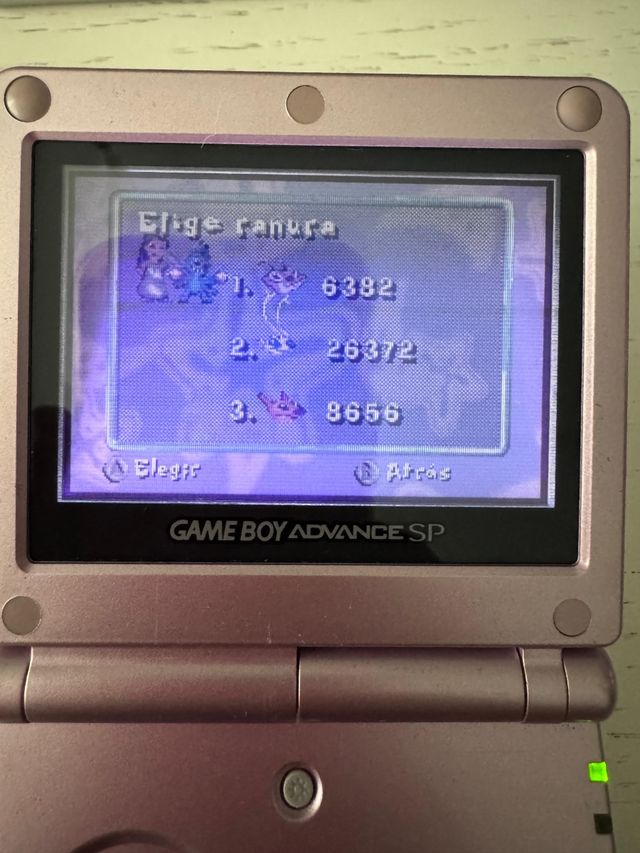 Elige ranura
1. 6382
2. 26372
3. 8656
A Elegir
B Atrás
GAME BOY ADVANCE SP